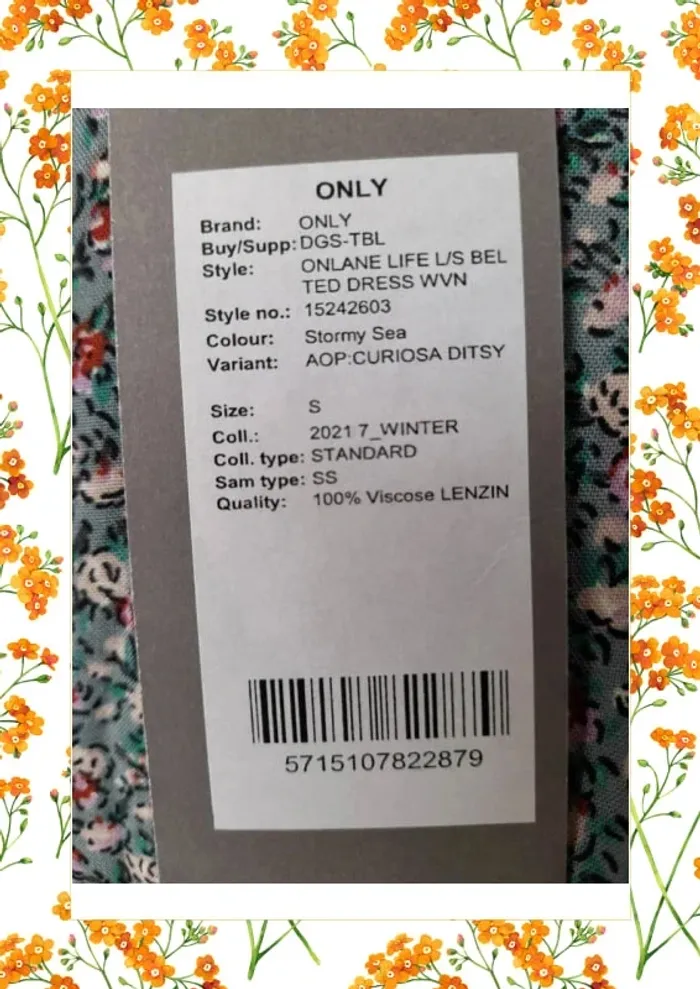 ONLY
Brand: ONLY
Buy/Supp: DGS-TBL
Style: ONLANE LIFE L/S BEL
TED DRESS WVN
Style no.: 15242603
Colour: Stormy Sea
Variant: AOP:CURIOSA DITSY
Size: S
Coll.: 2021 7_WINTER
Coll. type: STANDARD
Sam type: SS
Quality: 100% Viscose LENZIN
5715107822879